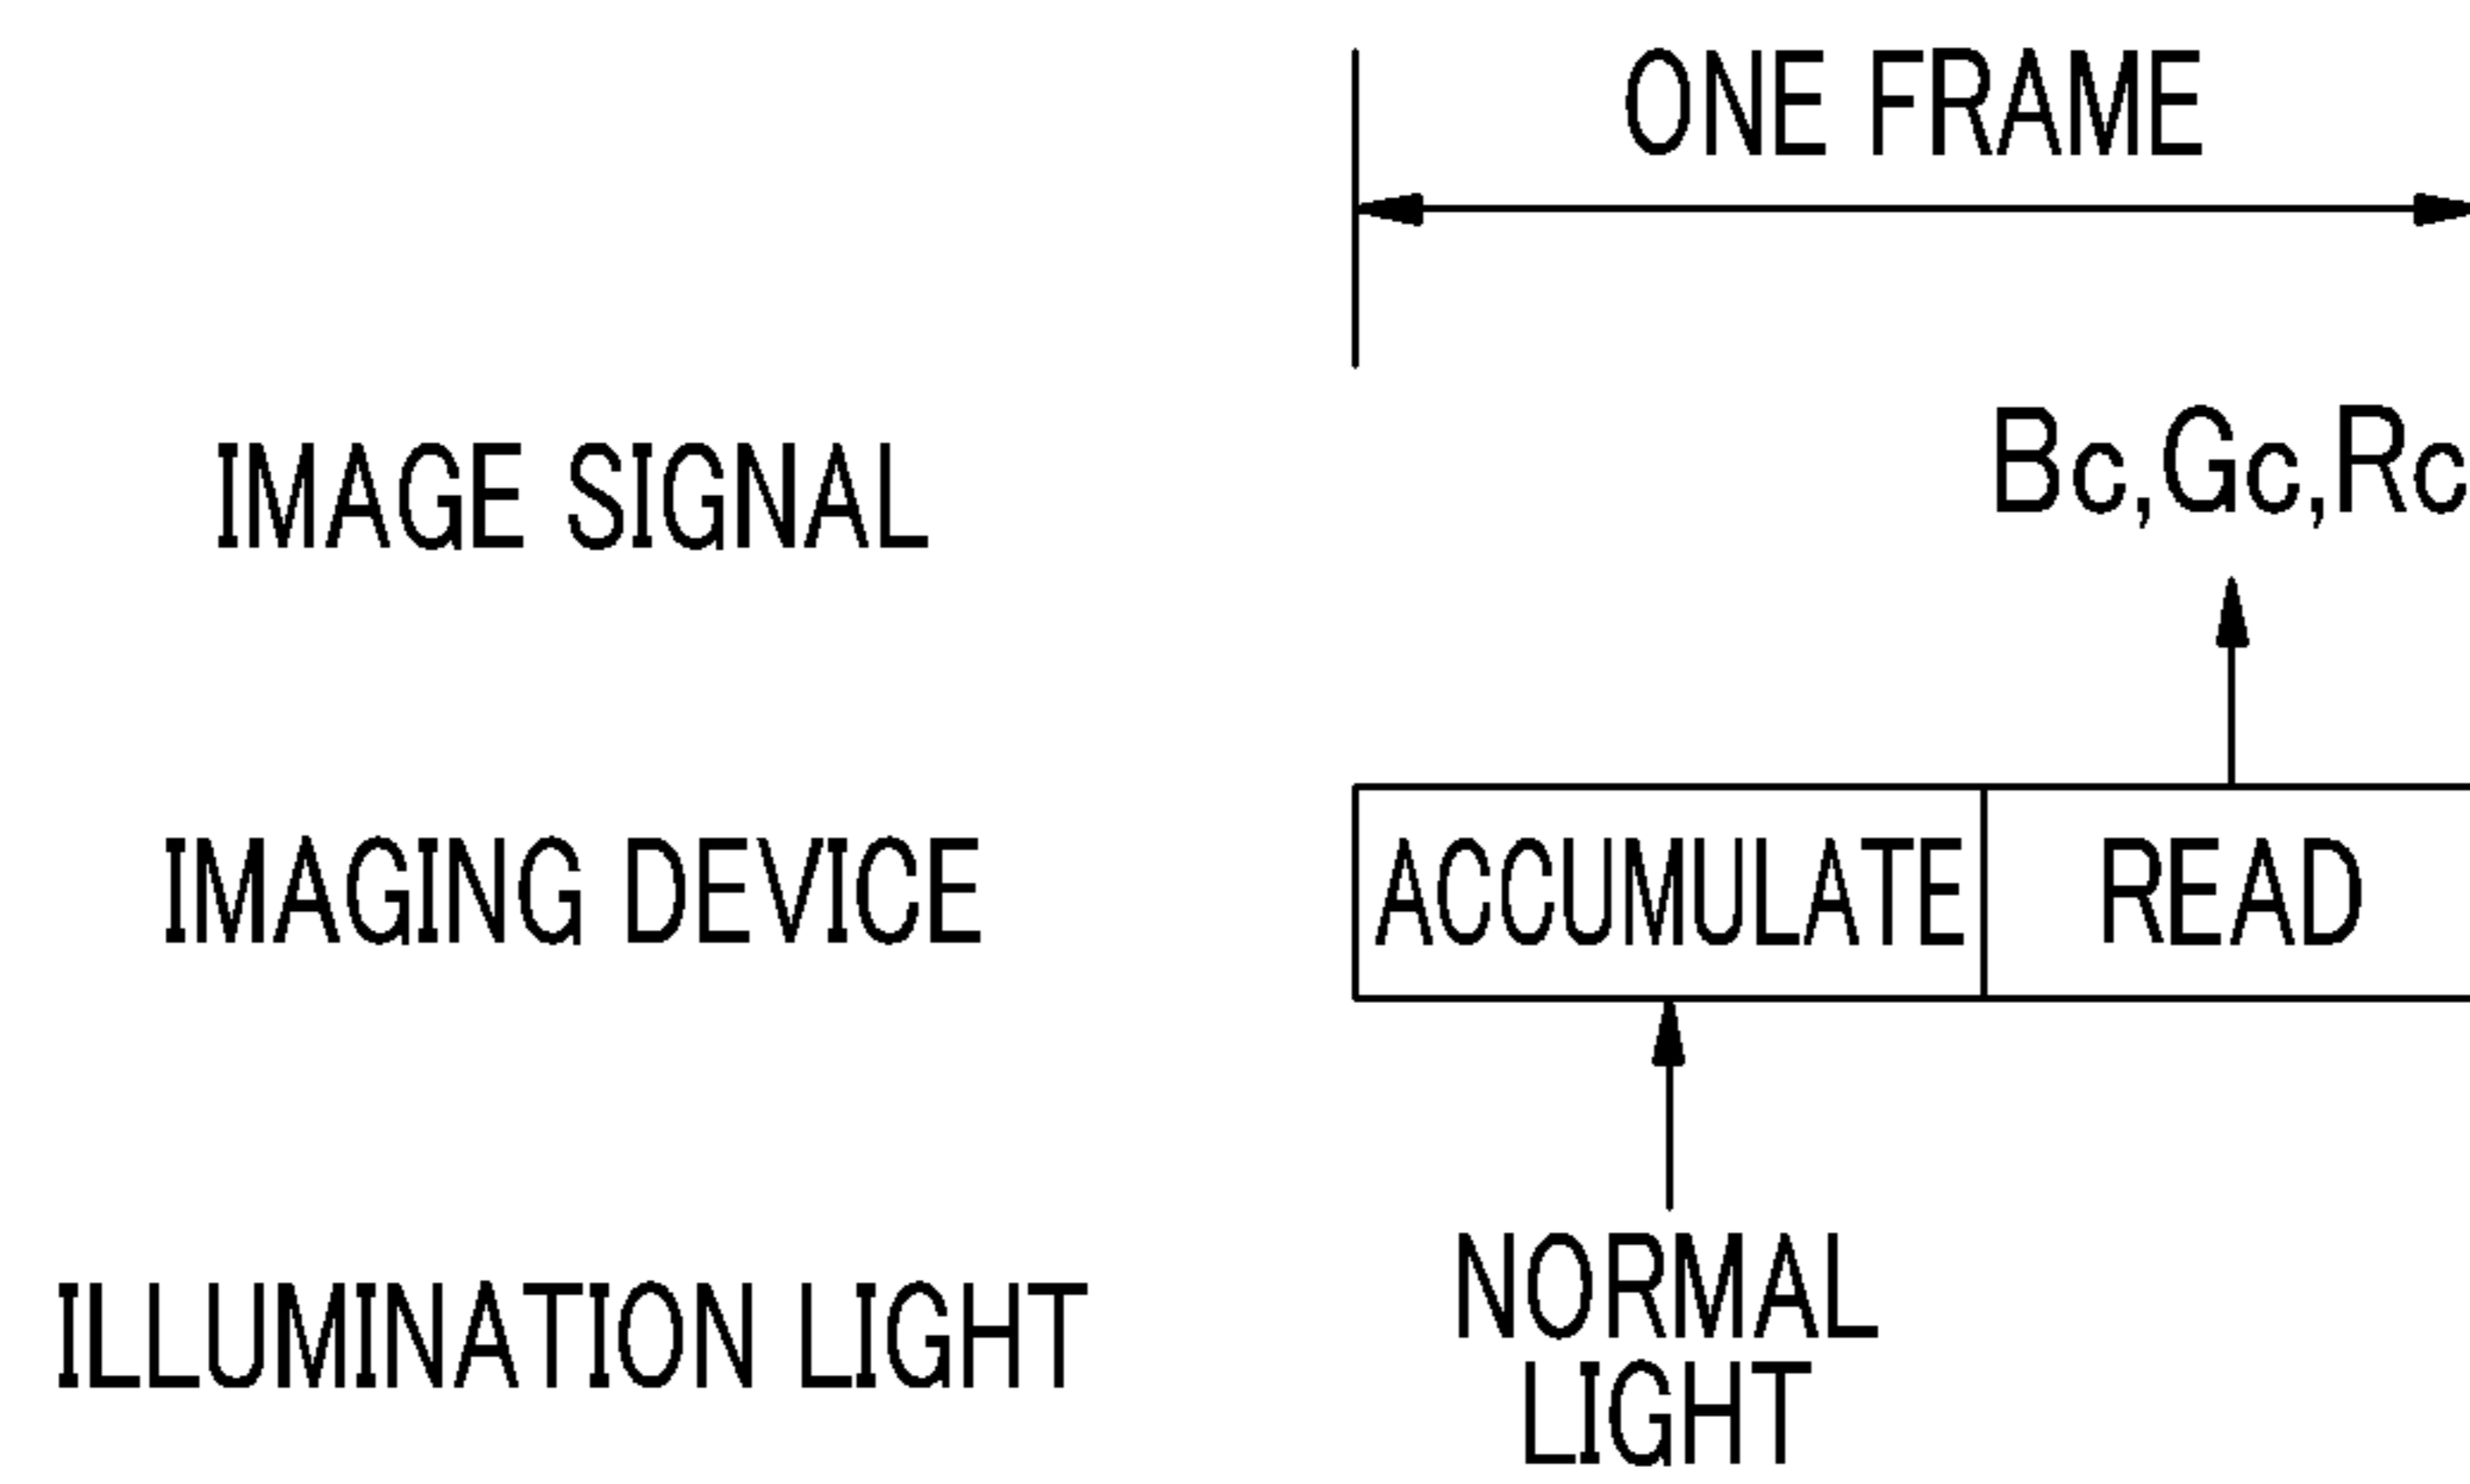 ONE FRAME
IMAGE SIGNAL
Bc,Gc,Rc
IMAGING DEVICE
ACCUMULATE
READ
ILLUMINATION LIGHT
NORMAL
LIGHT